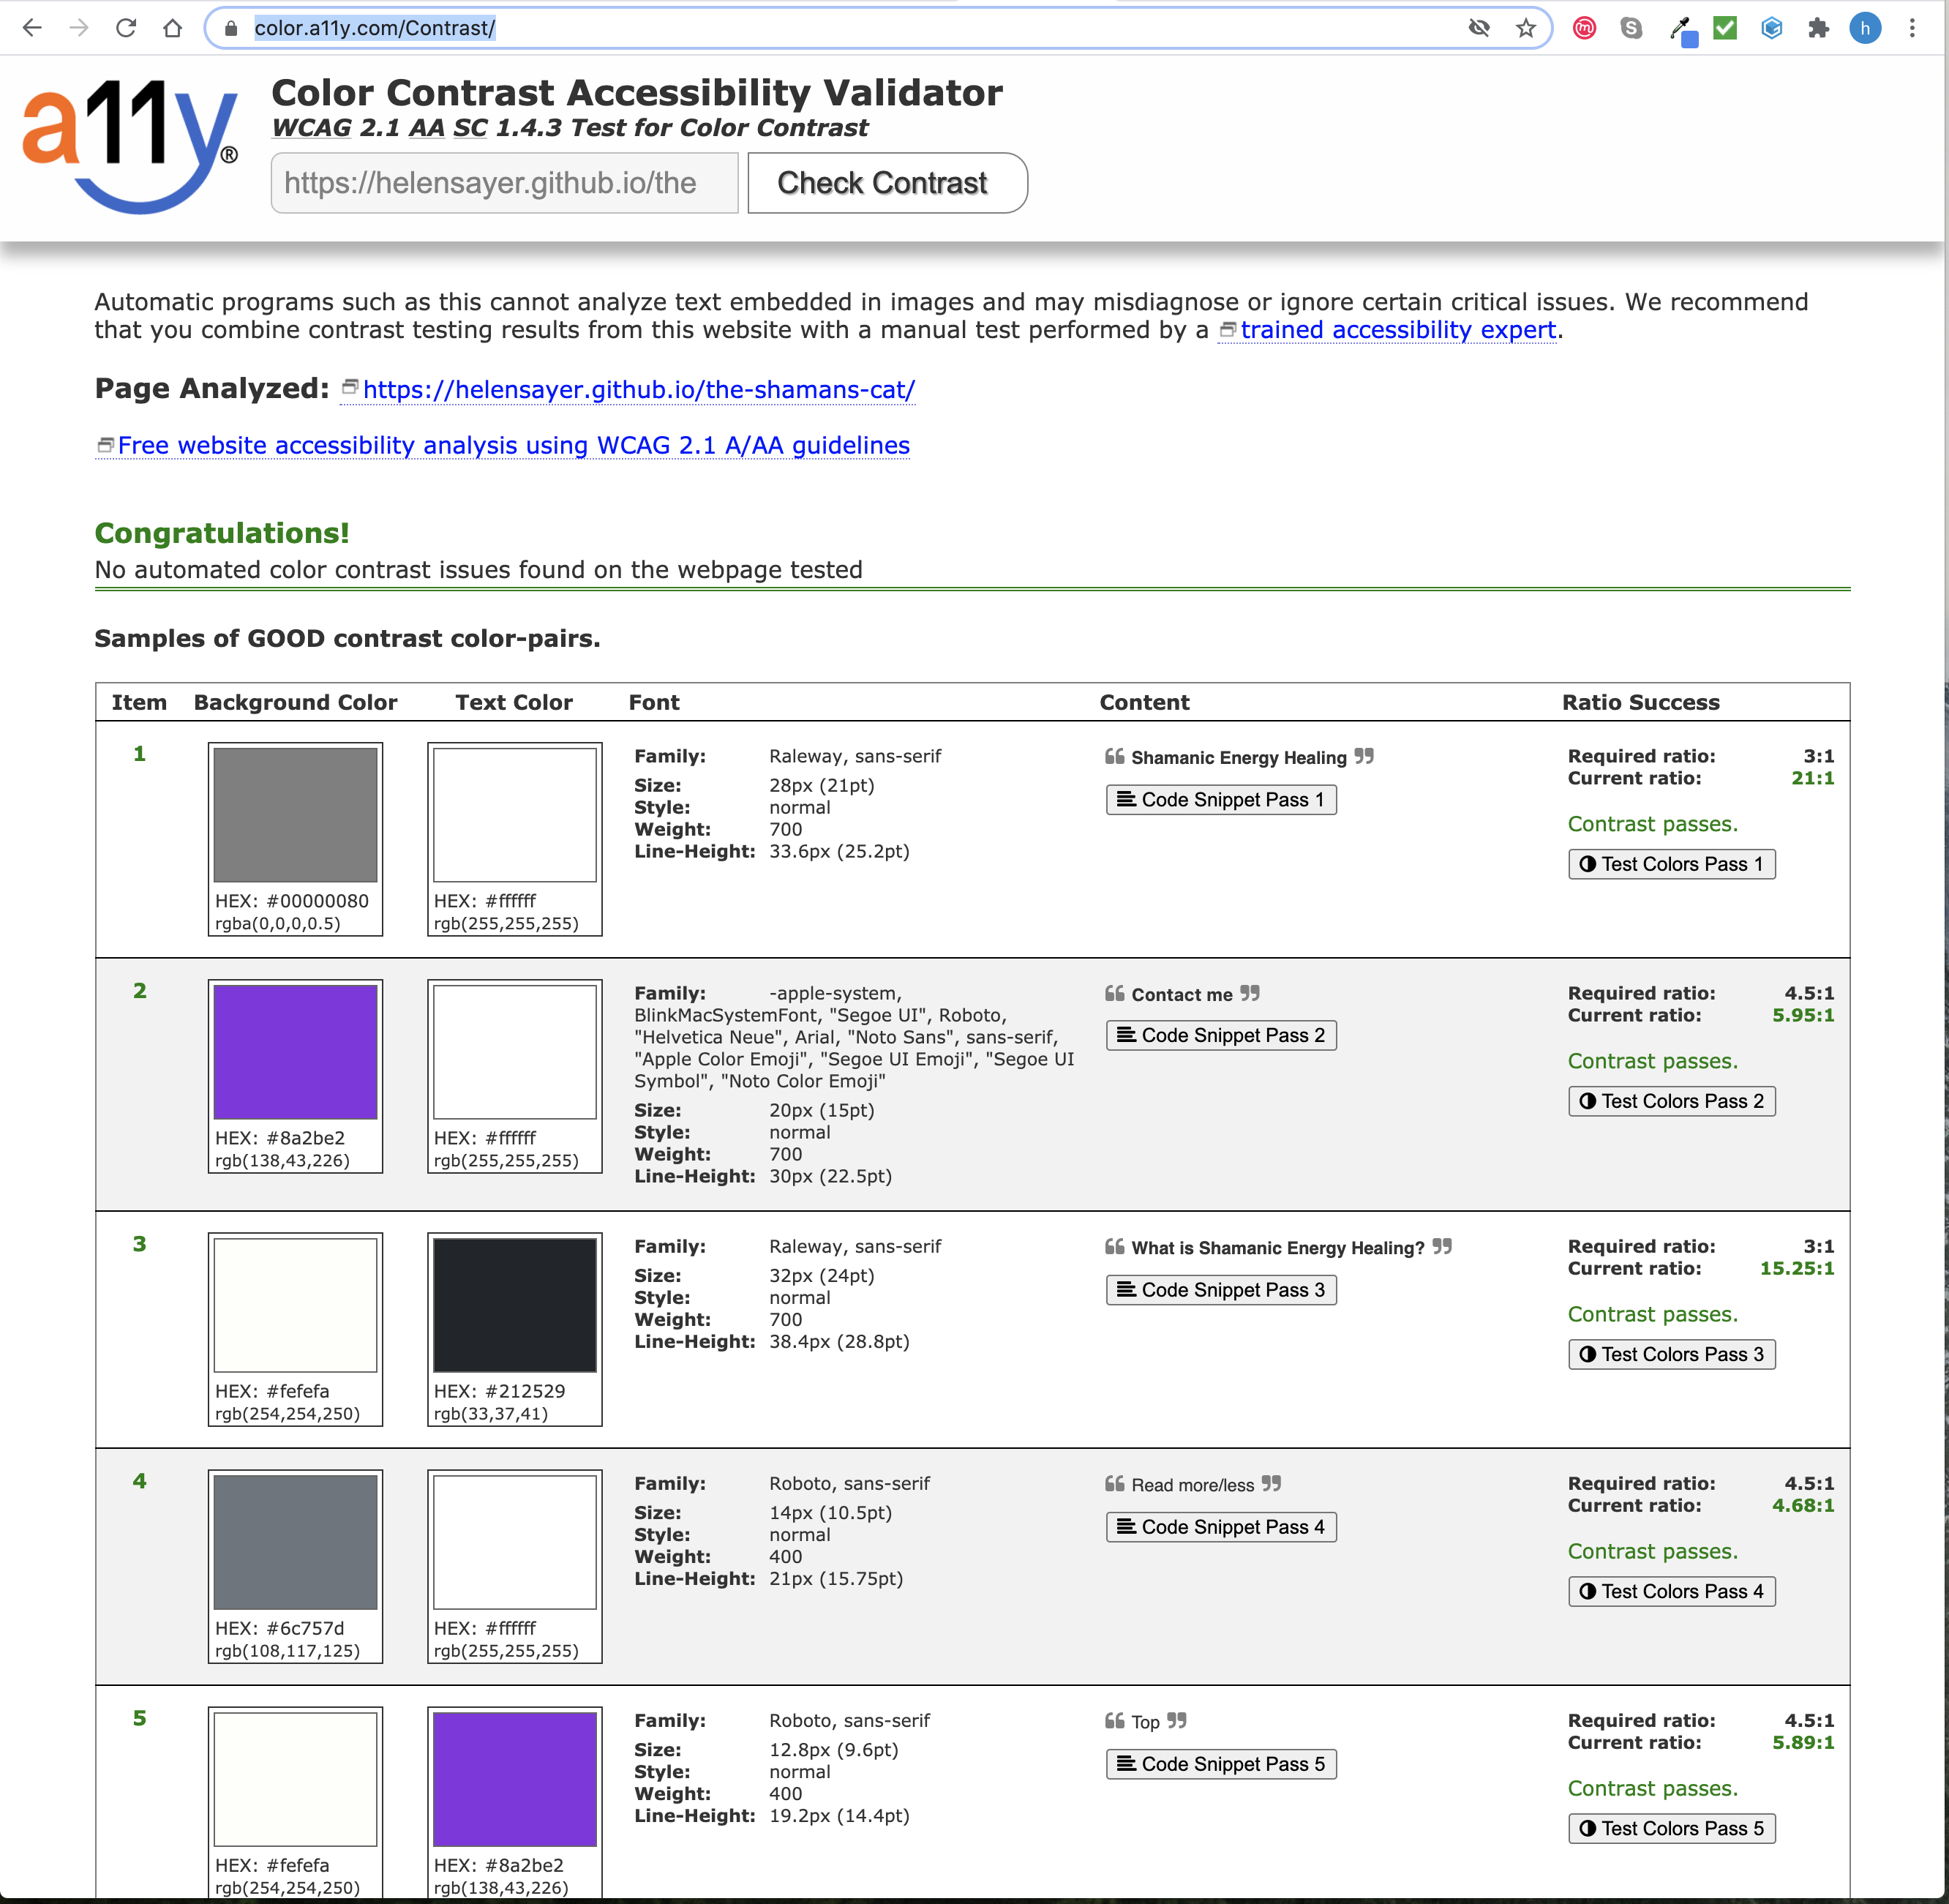 color.a11y.com/Contrast/
h
a11y®
Color Contrast Accessibility Validator
WCAG 2.1 AA SC 1.4.3 Test for Color Contrast
https://helensayer.github.io/the
Check Contrast
Automatic programs such as this cannot analyze text embedded in images and may misdiagnose or ignore certain critical issues. We recommend
that you combine contrast testing results from this website with a manual test performed by a trained accessibility expert.
Page Analyzed: https://helensayer.github.io/the-shamans-cat/
Free website accessibility analysis using WCAG 2.1 A/AA guidelines
Congratulations!
No automated color contrast issues found on the webpage tested
Samples of GOOD contrast color-pairs.
Item Background Color Text Color Font Content Ratio Success
1
HEX: #00000080
rgba(0,0,0,0.5)
HEX: #ffffff
rgb(255,255,255)
Family: Raleway, sans-serif
Size: 28px (21pt)
Style: normal
Weight: 700
Line-Height: 33.6px (25.2pt)
❝ Shamanic Energy Healing ❞
Code Snippet Pass 1
Required ratio: 3:1
Current ratio: 21:1
Contrast passes.
Test Colors Pass 1
2
HEX: #8a2be2
rgb(138,43,226)
HEX: #ffffff
rgb(255,255,255)
Family: -apple-system,
BlinkMacSystemFont, "Segoe UI", Roboto,
"Helvetica Neue", Arial, "Noto Sans", sans-serif,
"Apple Color Emoji", "Segoe UI Emoji", "Segoe UI
Symbol", "Noto Color Emoji"
Size: 20px (15pt)
Style: normal
Weight: 700
Line-Height: 30px (22.5pt)
❝ Contact me ❞
Code Snippet Pass 2
Required ratio: 4.5:1
Current ratio: 5.95:1
Contrast passes.
Test Colors Pass 2
3
HEX: #fefefa
rgb(254,254,250)
HEX: #212529
rgb(33,37,41)
Family: Raleway, sans-serif
Size: 32px (24pt)
Style: normal
Weight: 700
Line-Height: 38.4px (28.8pt)
❝ What is Shamanic Energy Healing? ❞
Code Snippet Pass 3
Required ratio: 3:1
Current ratio: 15.25:1
Contrast passes.
Test Colors Pass 3
4
HEX: #6c757d
rgb(108,117,125)
HEX: #ffffff
rgb(255,255,255)
Family: Roboto, sans-serif
Size: 14px (10.5pt)
Style: normal
Weight: 400
Line-Height: 21px (15.75pt)
❝ Read more/less ❞
Code Snippet Pass 4
Required ratio: 4.5:1
Current ratio: 4.68:1
Contrast passes.
Test Colors Pass 4
5
HEX: #fefefa
rgb(254,254,250)
HEX: #8a2be2
rgb(138,43,226)
Family: Roboto, sans-serif
Size: 12.8px (9.6pt)
Style: normal
Weight: 400
Line-Height: 19.2px (14.4pt)
❝ Top ❞
Code Snippet Pass 5
Required ratio: 4.5:1
Current ratio: 5.89:1
Contrast passes.
Test Colors Pass 5